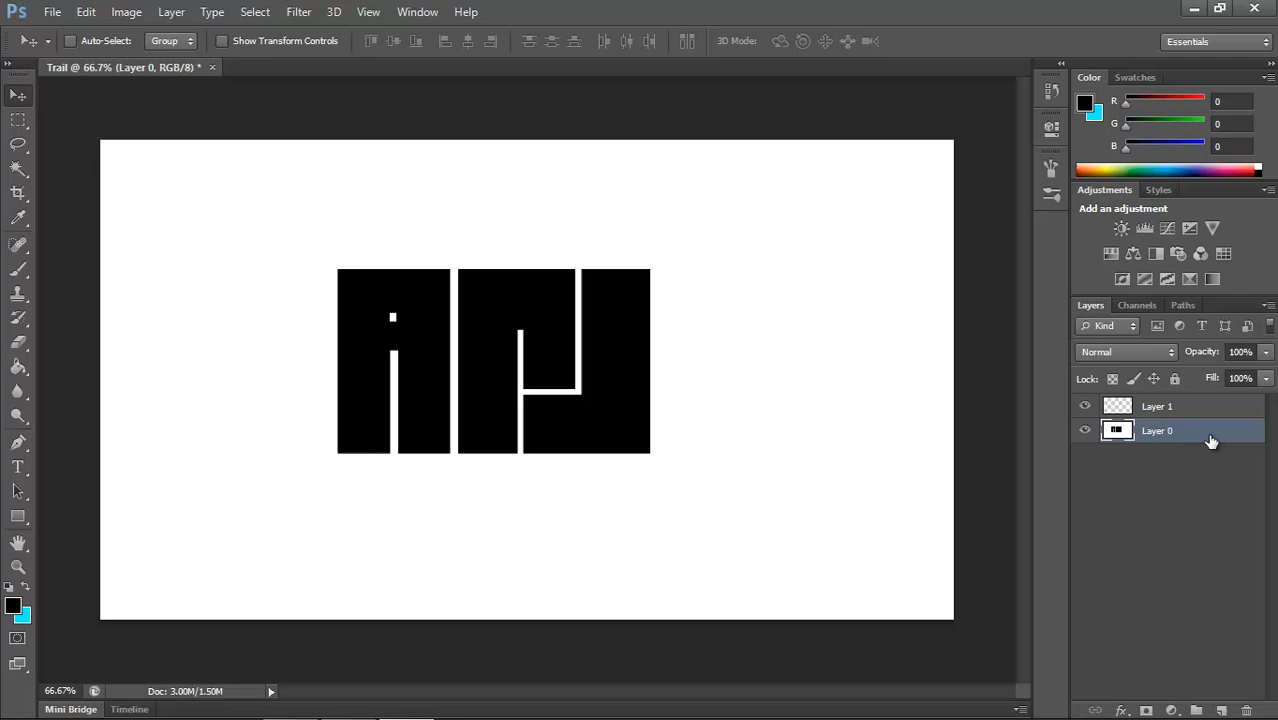 Ps File Edit Image Layer Type Select Filter 3D View Window Help
Auto-Select: Group Show Transform Controls 3D Mode: Essentials
Trail @ 66.7% (Layer 0, RGB/8) *
Color Swatches
R 0
G 0
B 0
Adjustments Styles
Add an adjustment
Layers Channels Paths
Kind
Normal Opacity: 100%
Lock: Fill: 100%
Layer 1
Layer 0
66.67% Doc: 3.00M/1.50M
Mini Bridge Timeline